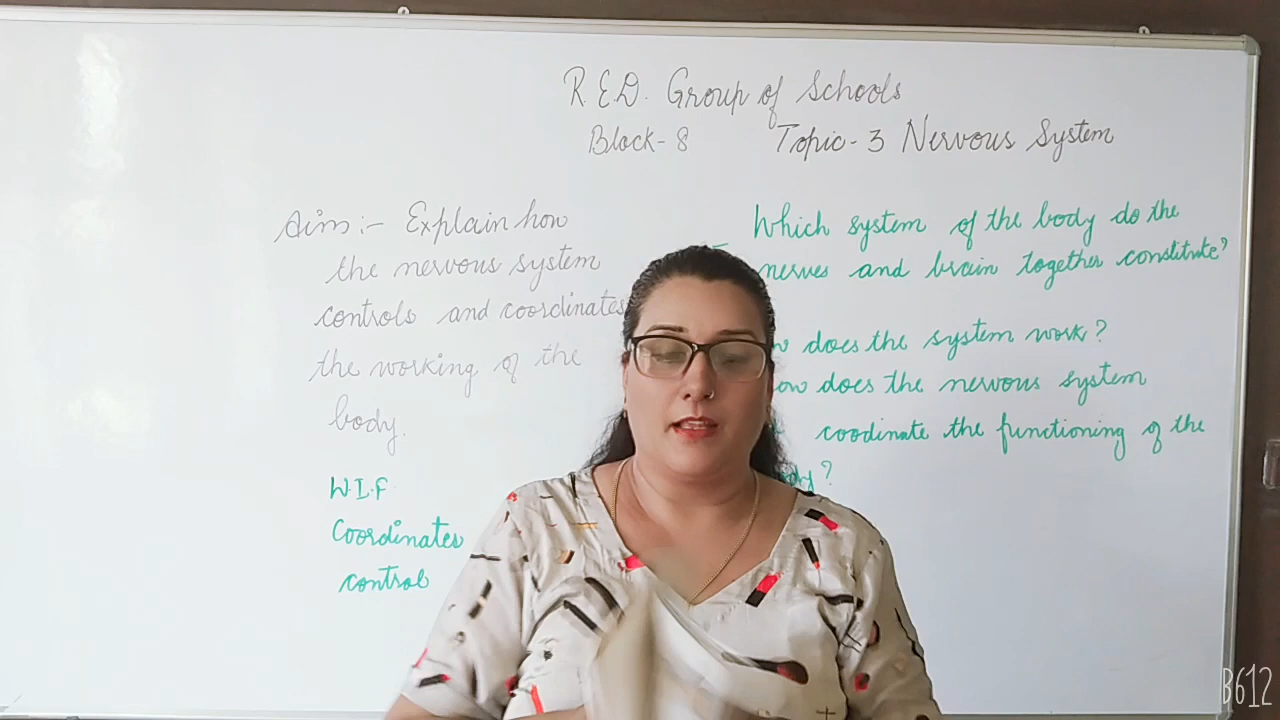 R.E.D. Group of Schools
Block-8 Topic-3 Nervous System
Aim:- Explain how
the nervous system
controls and coordinates
the working of the
body.
W.I.F
Coordinates
control
Which system of the body do the
nerves and brain together constitute?
does the system work?
does the nervous system
coodinate the functioning of the
B612